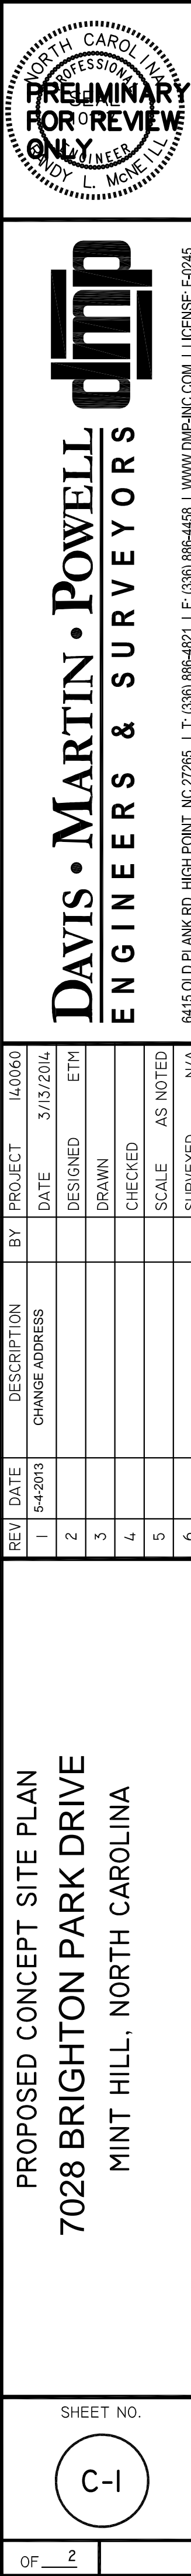 NORTH CAROLINA
PROFESSIONAL
SEAL
ENGINEER
RANDY L. McNEILL
PRELIMINARY
FOR REVIEW
ONLY
dmp
DAVIS • MARTIN • POWELL
ENGINEERS & SURVEYORS
6415 OLD PLANK RD, HIGH POINT, NC 27265 | T: (336) 886-4821 | F: (336) 886-4458 | WWW.DMP-INC.COM | LICENSE: F-0245
REV DATE DESCRIPTION BY
1 5-4-2013 CHANGE ADDRESS
2
3
4
5
6
PROJECT 140060
DATE 3/13/2014
DESIGNED ETM
DRAWN
CHECKED
SCALE AS NOTED
SURVEYED N/A
PROPOSED CONCEPT SITE PLAN
7028 BRIGHTON PARK DRIVE
MINT HILL, NORTH CAROLINA
SHEET NO.
C-1
OF 2